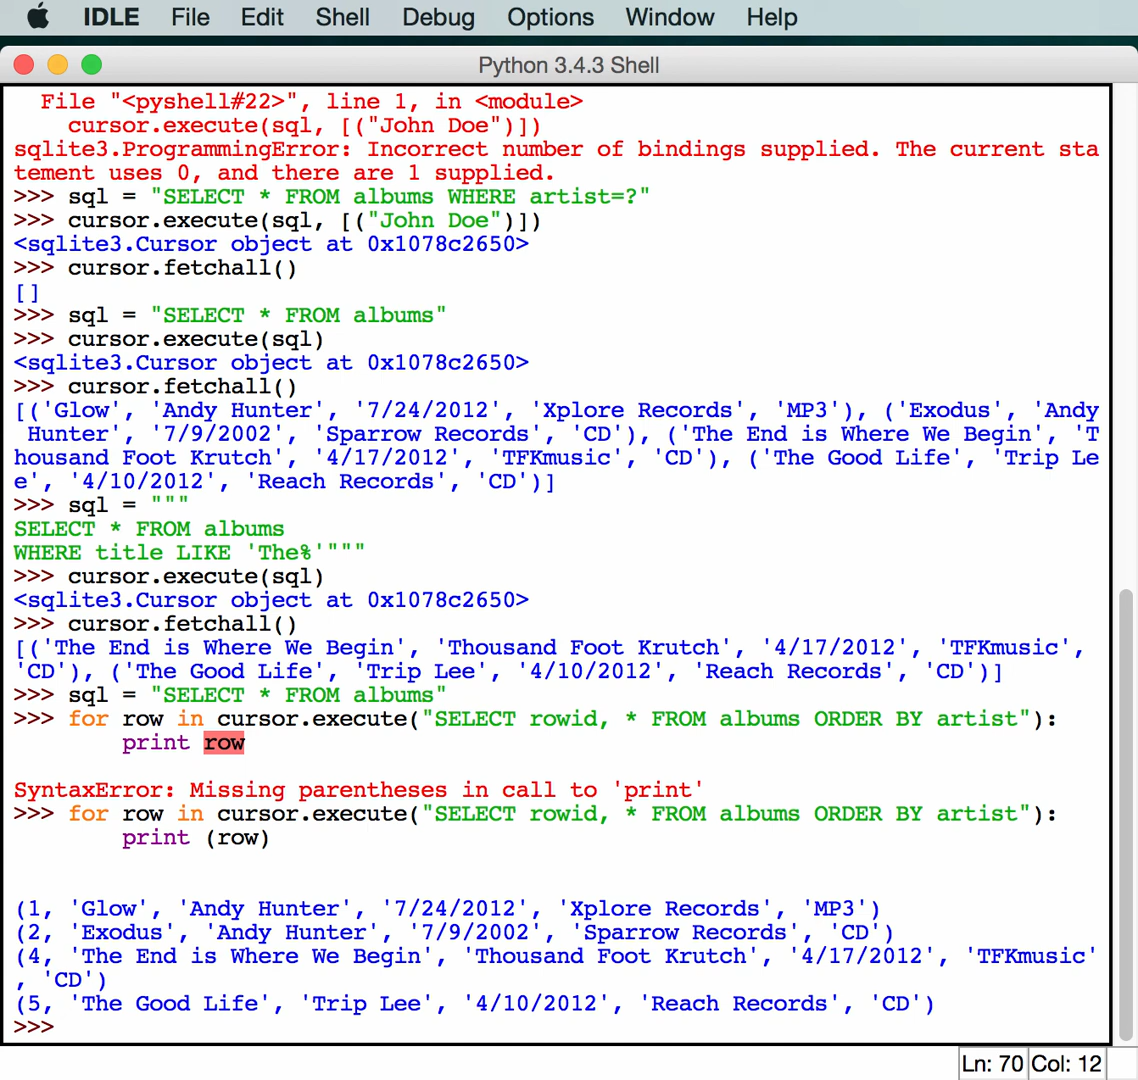 IDLE File Edit Shell Debug Options Window Help
Python 3.4.3 Shell
  File "<pyshell#22>", line 1, in <module>
    cursor.execute(sql, [("John Doe")])
sqlite3.ProgrammingError: Incorrect number of bindings supplied. The current sta
tement uses 0, and there are 1 supplied.
>>> sql = "SELECT * FROM albums WHERE artist=?"
>>> cursor.execute(sql, [("John Doe")])
<sqlite3.Cursor object at 0x1078c2650>
>>> cursor.fetchall()
[]
>>> sql = "SELECT * FROM albums"
>>> cursor.execute(sql)
<sqlite3.Cursor object at 0x1078c2650>
>>> cursor.fetchall()
[('Glow', 'Andy Hunter', '7/24/2012', 'Xplore Records', 'MP3'), ('Exodus', 'Andy
 Hunter', '7/9/2002', 'Sparrow Records', 'CD'), ('The End is Where We Begin', 'T
housand Foot Krutch', '4/17/2012', 'TFKmusic', 'CD'), ('The Good Life', 'Trip Le
e', '4/10/2012', 'Reach Records', 'CD')]
>>> sql = """
SELECT * FROM albums
WHERE title LIKE 'The%'"""
>>> cursor.execute(sql)
<sqlite3.Cursor object at 0x1078c2650>
>>> cursor.fetchall()
[('The End is Where We Begin', 'Thousand Foot Krutch', '4/17/2012', 'TFKmusic',
'CD'), ('The Good Life', 'Trip Lee', '4/10/2012', 'Reach Records', 'CD')]
>>> sql = "SELECT * FROM albums"
>>> for row in cursor.execute("SELECT rowid, * FROM albums ORDER BY artist"):
        print row
SyntaxError: Missing parentheses in call to 'print'
>>> for row in cursor.execute("SELECT rowid, * FROM albums ORDER BY artist"):
        print (row)
(1, 'Glow', 'Andy Hunter', '7/24/2012', 'Xplore Records', 'MP3')
(2, 'Exodus', 'Andy Hunter', '7/9/2002', 'Sparrow Records', 'CD')
(4, 'The End is Where We Begin', 'Thousand Foot Krutch', '4/17/2012', 'TFKmusic'
, 'CD')
(5, 'The Good Life', 'Trip Lee', '4/10/2012', 'Reach Records', 'CD')
>>>
Ln: 70 Col: 12